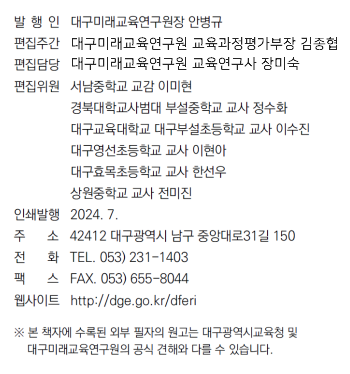 발 행 인 대구미래교육연구원장 안병규
편집주간 대구미래교육연구원 교육과정평가부장 김종협
편집담당 대구미래교육연구원 교육연구사 장미숙
편집위원 서남중학교 교감 이미현
경북대학교사범대 부설중학교 교사 정수화
대구교육대학교 대구부설초등학교 교사 이수진
대구영선초등학교 교사 이현아
대구효목초등학교 교사 한선우
상원중학교 교사 전미진
인쇄발행 2024. 7.
주 소 42412 대구광역시 남구 중앙대로31길 150
전 화 TEL. 053) 231-1403
팩 스 FAX. 053) 655-8044
웹사이트 http://dge.go.kr/dferi
※ 본 책자에 수록된 외부 필자의 원고는 대구광역시교육청 및
대구미래교육연구원의 공식 견해와 다를 수 있습니다.